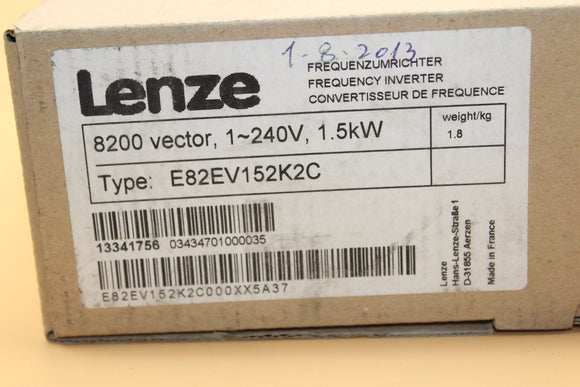 1-8-2013
Lenze
FREQUENZUMRICHTER
FREQUENCY INVERTER
CONVERTISSEUR DE FREQUENCE
8200 vector, 1~240V, 1.5kW
weight/kg
1.8
Type: E82EV152K2C
13341756 03434701000035
E82EV152K2C000XX5A37
Lenze
Hans-Lenze-Straße 1
D-31855 Aerzen
Made in France